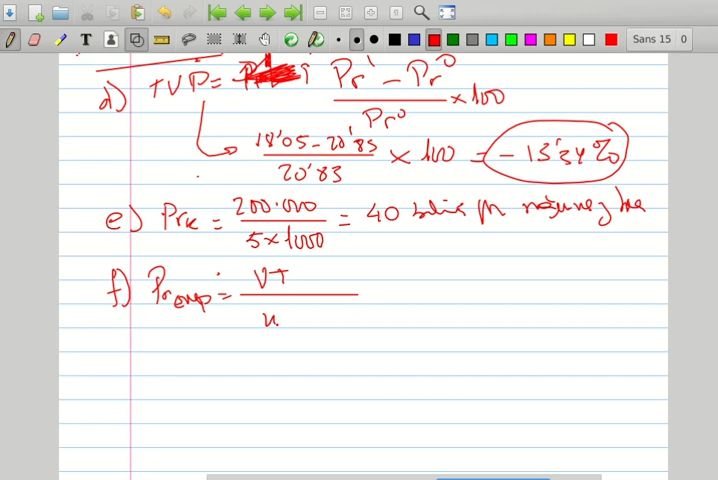 Sans 15 0
d) TVP = (Pr¹ - Pr⁰) / Pr⁰ × 100
(18'05 - 20'83) / 20'83 × 100 = -13'34%
e) Prk = 200.000 / (5 × 1000) = 40 por
f) Pr = VT /